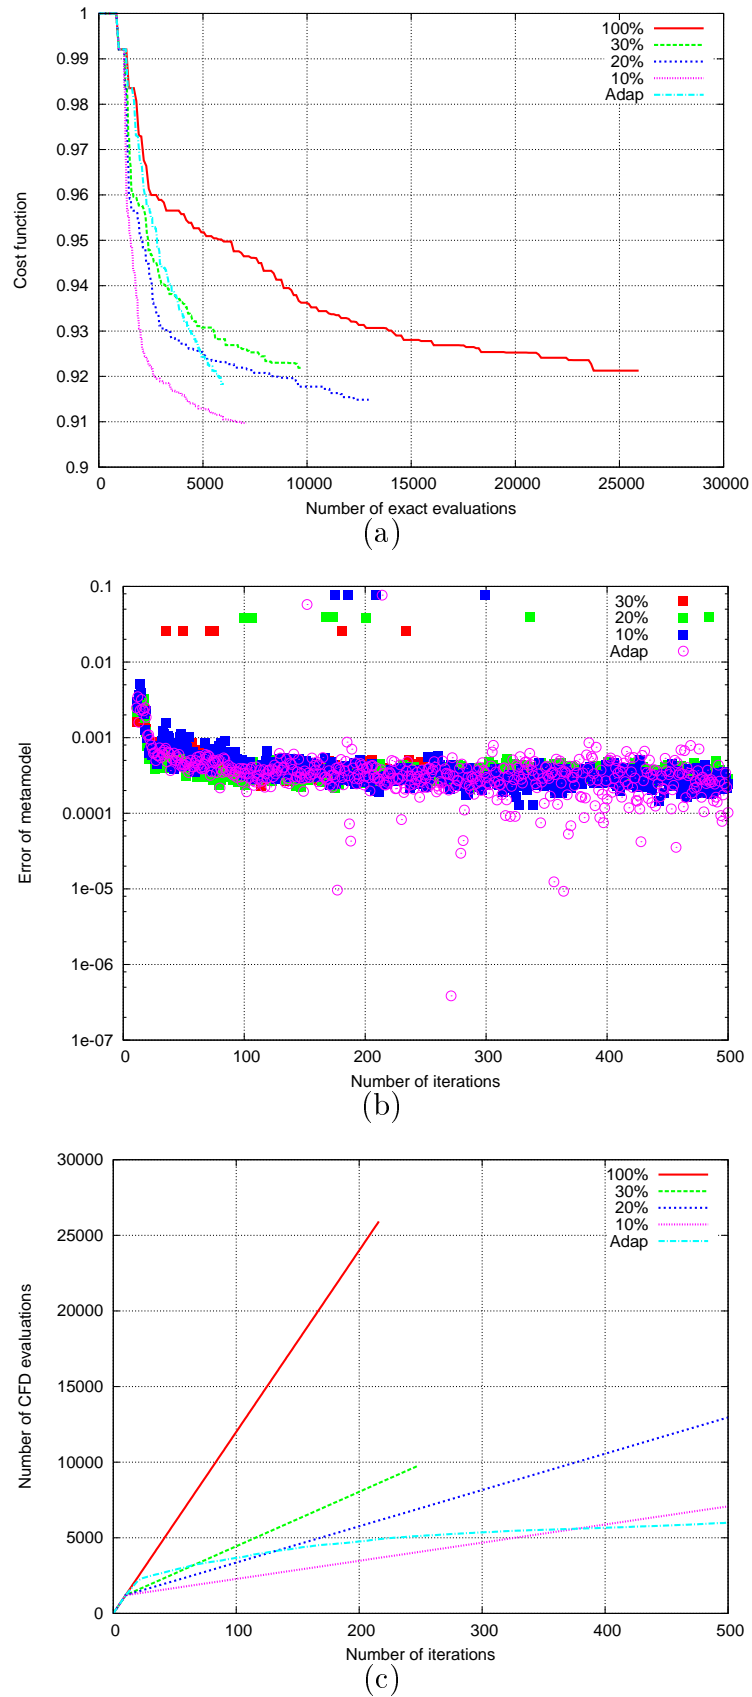 1
0.99
0.98
0.97
0.96
0.95
0.94
0.93
0.92
0.91
0.9
Cost function
100%
30%
20%
10%
Adap
0 5000 10000 15000 20000 25000 30000
Number of exact evaluations
(a)
0.1
0.01
0.001
0.0001
1e-05
1e-06
1e-07
Error of metamodel
30%
20%
10%
Adap
0 100 200 300 400 500
Number of iterations
(b)
30000
25000
20000
15000
10000
5000
0
Number of CFD evaluations
100%
30%
20%
10%
Adap
0 100 200 300 400 500
Number of iterations
(c)